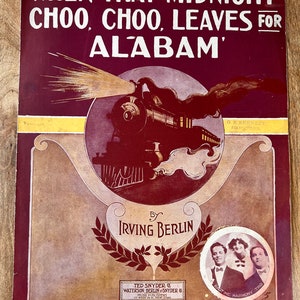 WHEN THAT MIDNIGHT
CHOO, CHOO, LEAVES FOR
ALABAM'
BY
IRVING BERLIN
TED SNYDER CO
WATERSON, BERLIN & SNYDER CO